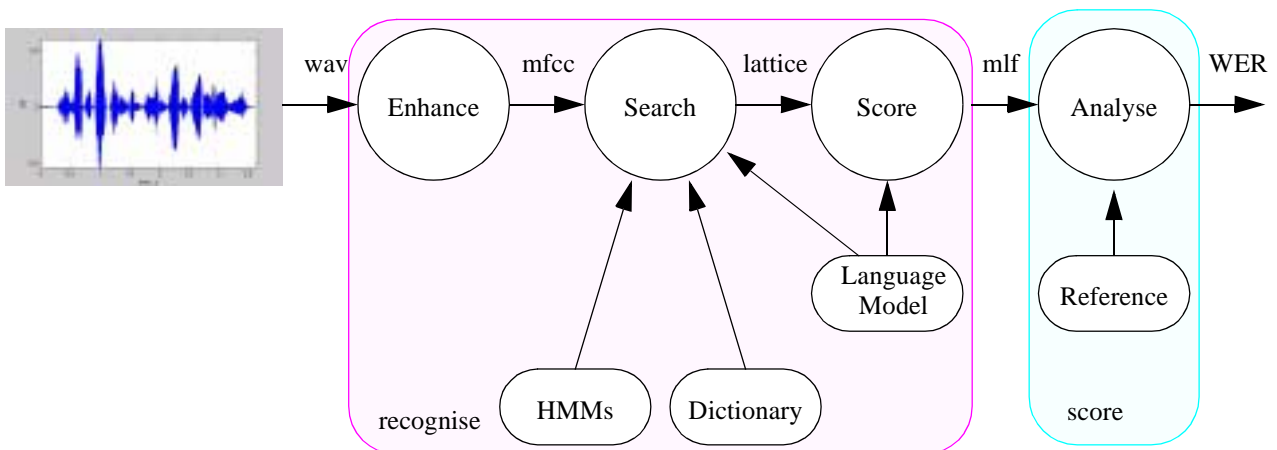 wav
Enhance
mfcc
Search
lattice
Score
mlf
Analyse
WER
Language
Model
Reference
HMMs
Dictionary
recognise
score